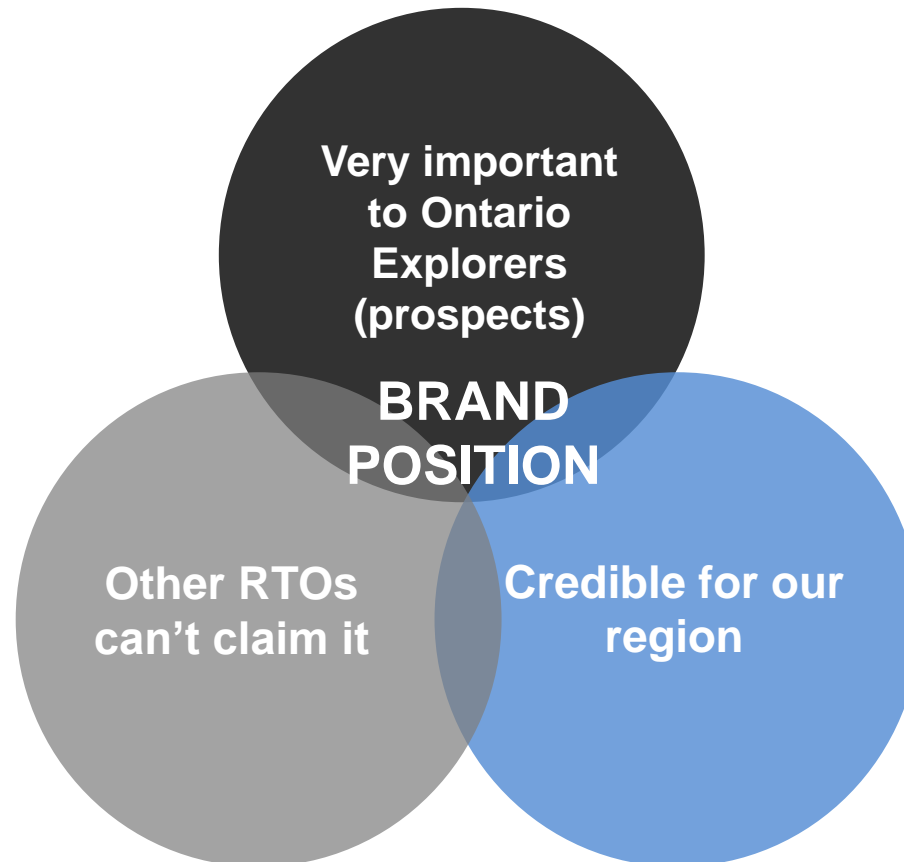 Very important
to Ontario
Explorers
(prospects)
BRAND
POSITION
Other RTOs
can’t claim it
Credible for our
region